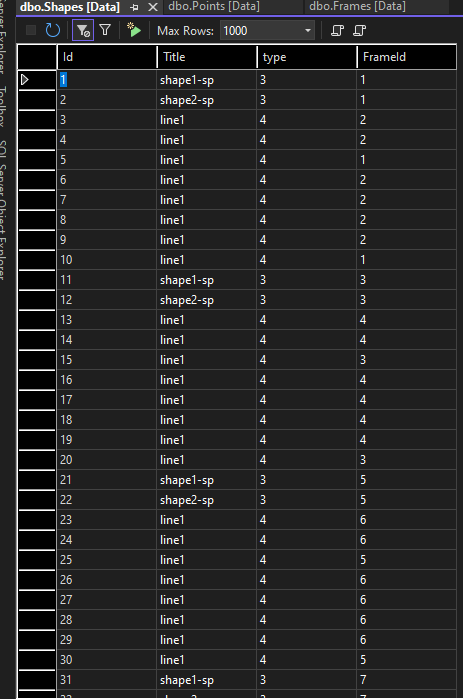 dbo.Shapes [Data] dbo.Points [Data] dbo.Frames [Data]
Max Rows: 1000
Server Explorer
Toolbox
SQL Server Object Explorer
Id Title type FrameId
1 shape1-sp 3 1
2 shape2-sp 3 1
3 line1 4 2
4 line1 4 2
5 line1 4 1
6 line1 4 2
7 line1 4 2
8 line1 4 2
9 line1 4 2
10 line1 4 1
11 shape1-sp 3 3
12 shape2-sp 3 3
13 line1 4 4
14 line1 4 4
15 line1 4 3
16 line1 4 4
17 line1 4 4
18 line1 4 4
19 line1 4 4
20 line1 4 3
21 shape1-sp 3 5
22 shape2-sp 3 5
23 line1 4 6
24 line1 4 6
25 line1 4 5
26 line1 4 6
27 line1 4 6
28 line1 4 6
29 line1 4 6
30 line1 4 5
31 shape1-sp 3 7